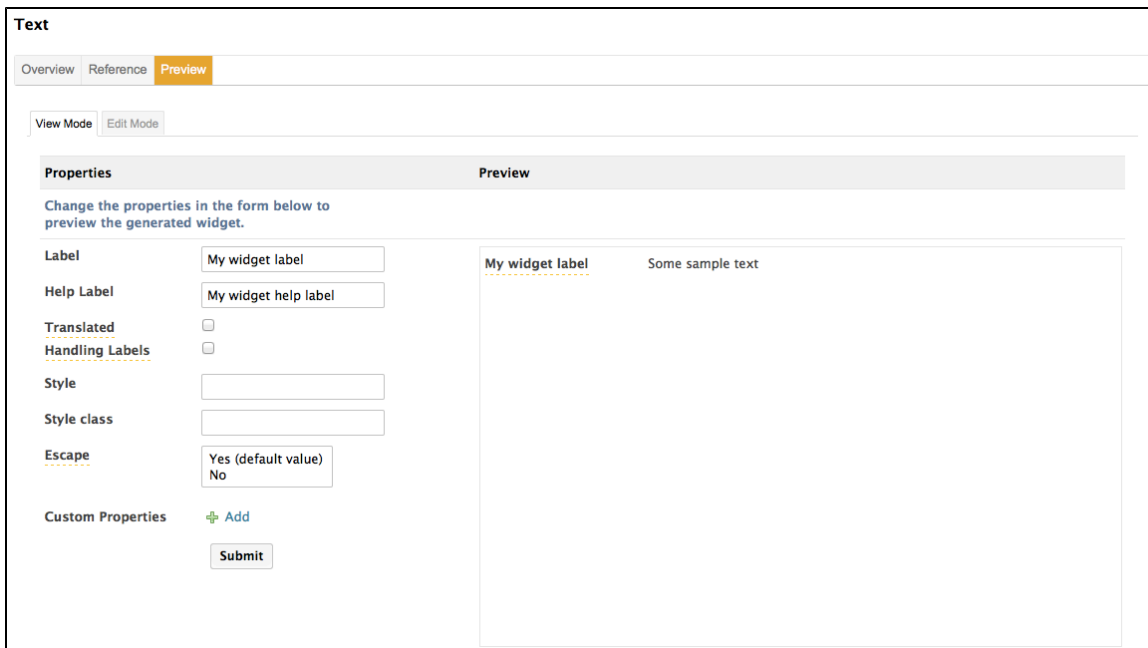 Text
Overview Reference Preview
View Mode Edit Mode
Properties Preview
Change the properties in the form below to
preview the generated widget.
Label My widget label
My widget label Some sample text
Help Label My widget help label
Translated
Handling Labels
Style
Style class
Escape Yes (default value)
No
Custom Properties Add
Submit